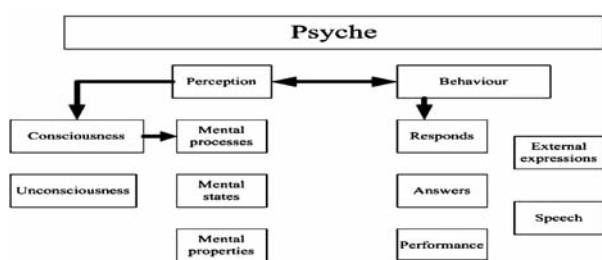 Psyche
Perception
Behaviour
Consciousness
Mental
processes
Responds
External
expressions
Unconsciousness
Mental
states
Answers
Speech
Mental
properties
Performance